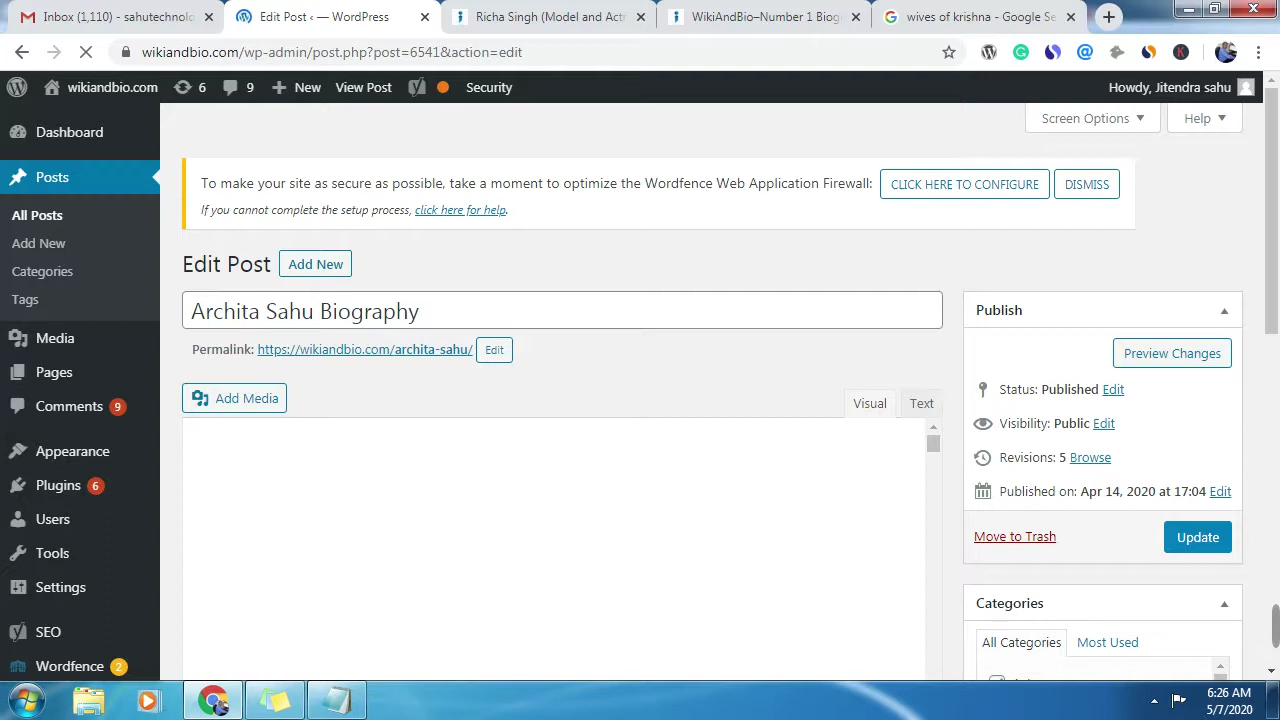 Inbox (1,110) - sahutechnol
Edit Post ‹ — WordPress
Richa Singh (Model and Actr
WikiAndBio–Number 1 Biog
wives of krishna - Google Se
wikiandbio.com/wp-admin/post.php?post=6541&action=edit
wikiandbio.com 6 9 New View Post Security Howdy, Jitendra sahu
Screen Options Help
Dashboard
Posts
All Posts
Add New
Categories
Tags
Media
Pages
Comments 9
Appearance
Plugins 6
Users
Tools
Settings
SEO
Wordfence 2
To make your site as secure as possible, take a moment to optimize the Wordfence Web Application Firewall: CLICK HERE TO CONFIGURE DISMISS
If you cannot complete the setup process, click here for help.
Edit Post Add New
Archita Sahu Biography
Permalink: https://wikiandbio.com/archita-sahu/ Edit
Add Media
Visual Text
Publish
Preview Changes
Status: Published Edit
Visibility: Public Edit
Revisions: 5 Browse
Published on: Apr 14, 2020 at 17:04 Edit
Move to Trash Update
Categories
All Categories Most Used
6:26 AM
5/7/2020